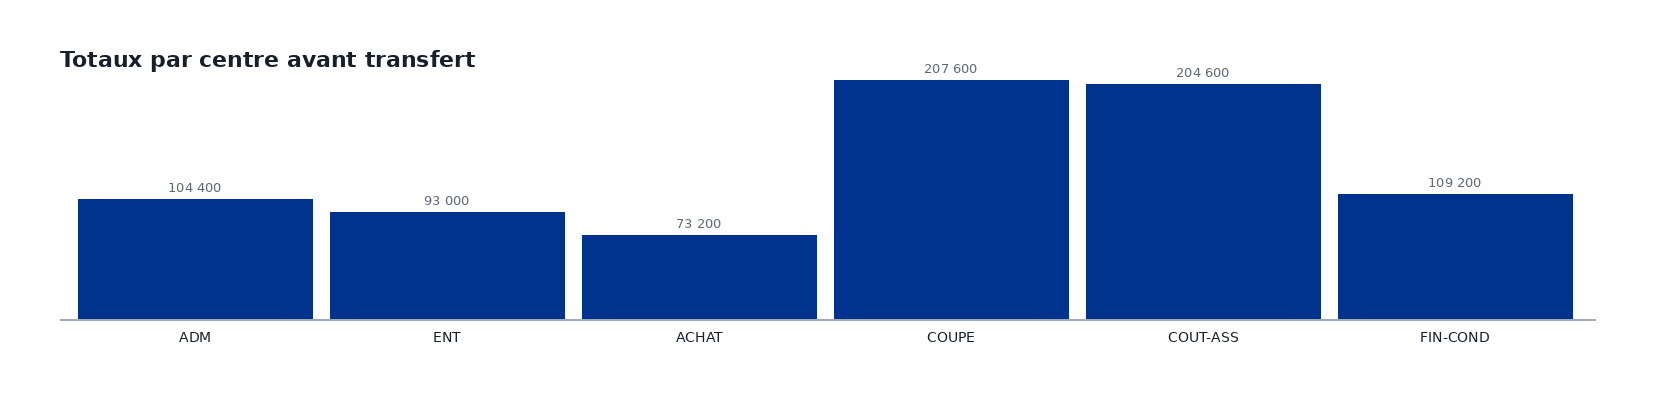 Totaux par centre avant transfert
207 600
204 600
104 400
93 000
73 200
109 200
ADM
ENT
ACHAT
COUPE
COUT-ASS
FIN-COND